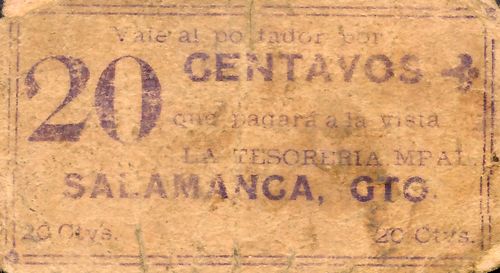 Vale al portador por
20 CENTAVOS
que pagará a la vista
LA TESORERIA MPAL.
SALAMANCA, GTO.
20 Ctvs. 20 Ctvs.